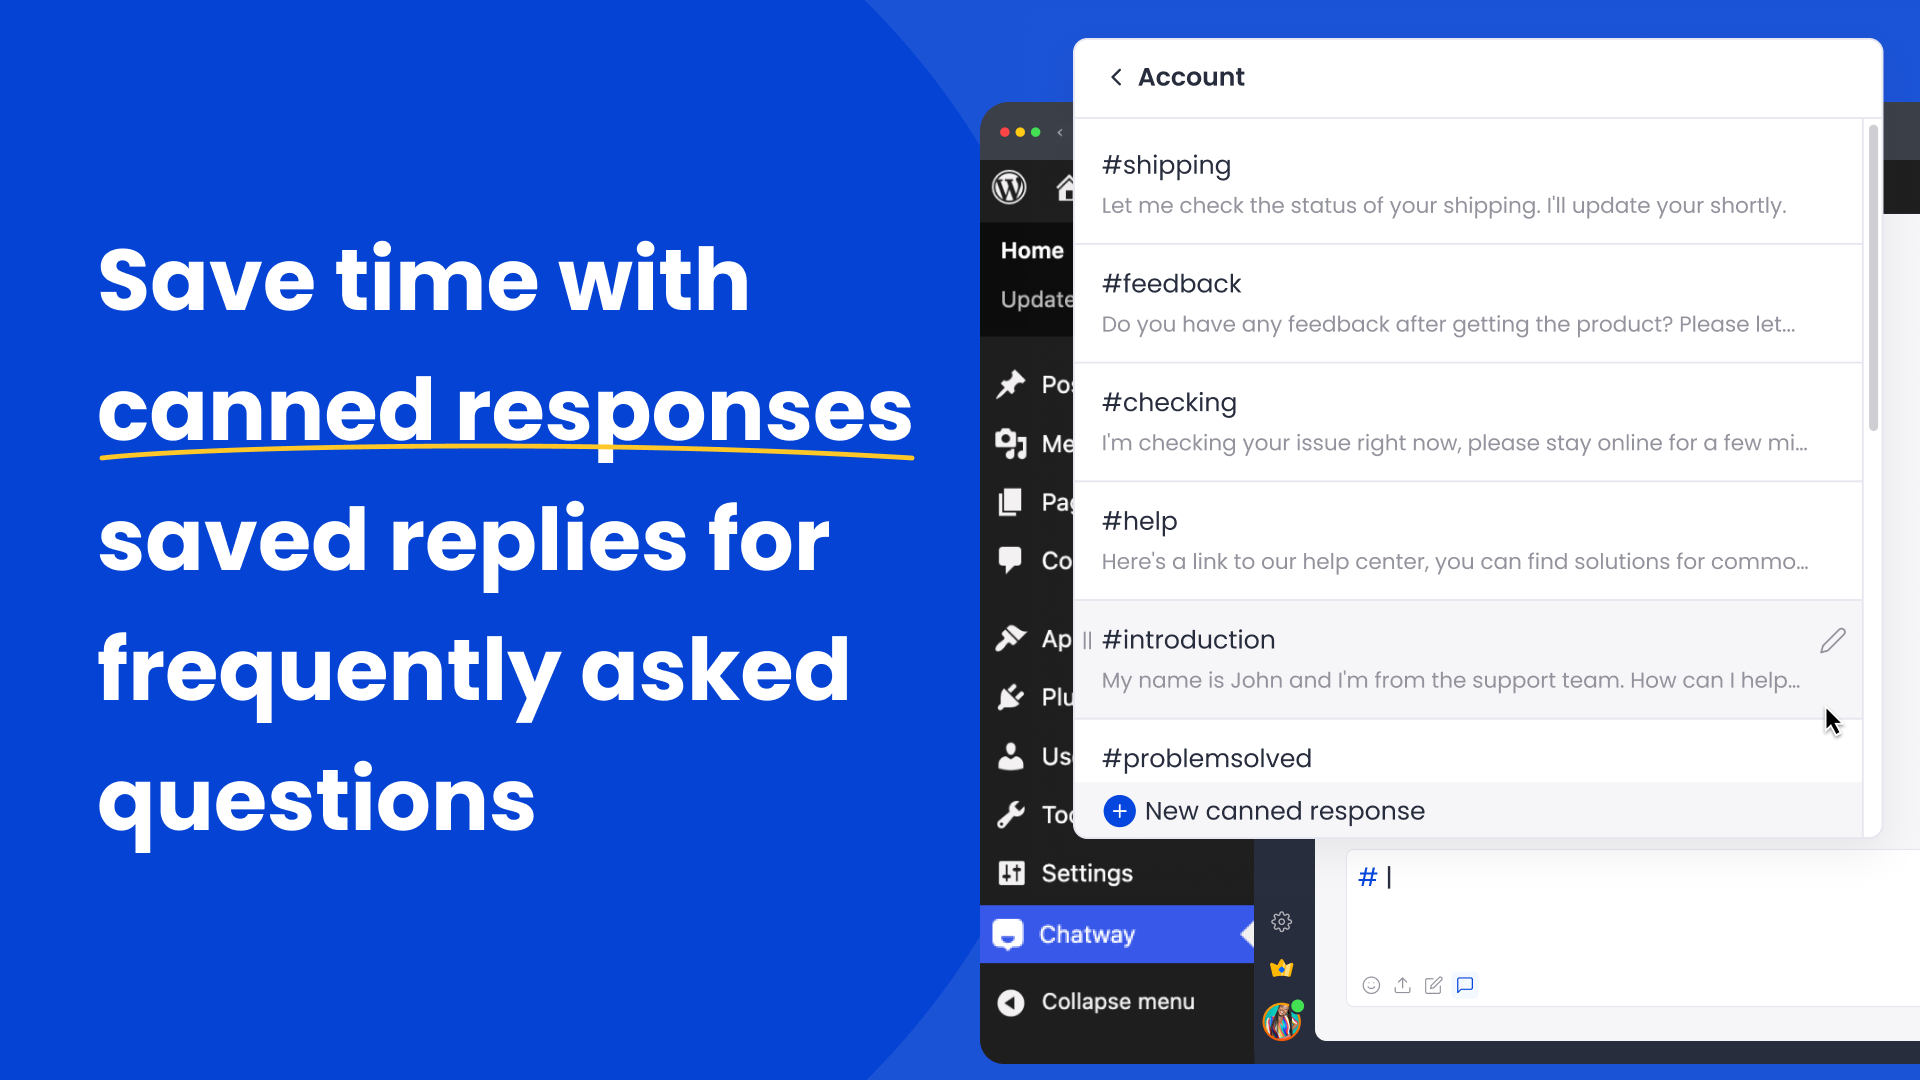 Save time with
canned responses
saved replies for
frequently asked
questions
Account
#shipping
Let me check the status of your shipping. I'll update your shortly.
#feedback
Do you have any feedback after getting the product? Please let...
#checking
I'm checking your issue right now, please stay online for a few mi...
#help
Here's a link to our help center, you can find solutions for commo...
#introduction
My name is John and I'm from the support team. How can I help...
#problemsolved
New canned response
Home
Update
Pos
Me
Pag
Co
Ap
Plu
Us
Too
Settings
Chatway
Collapse menu
# |